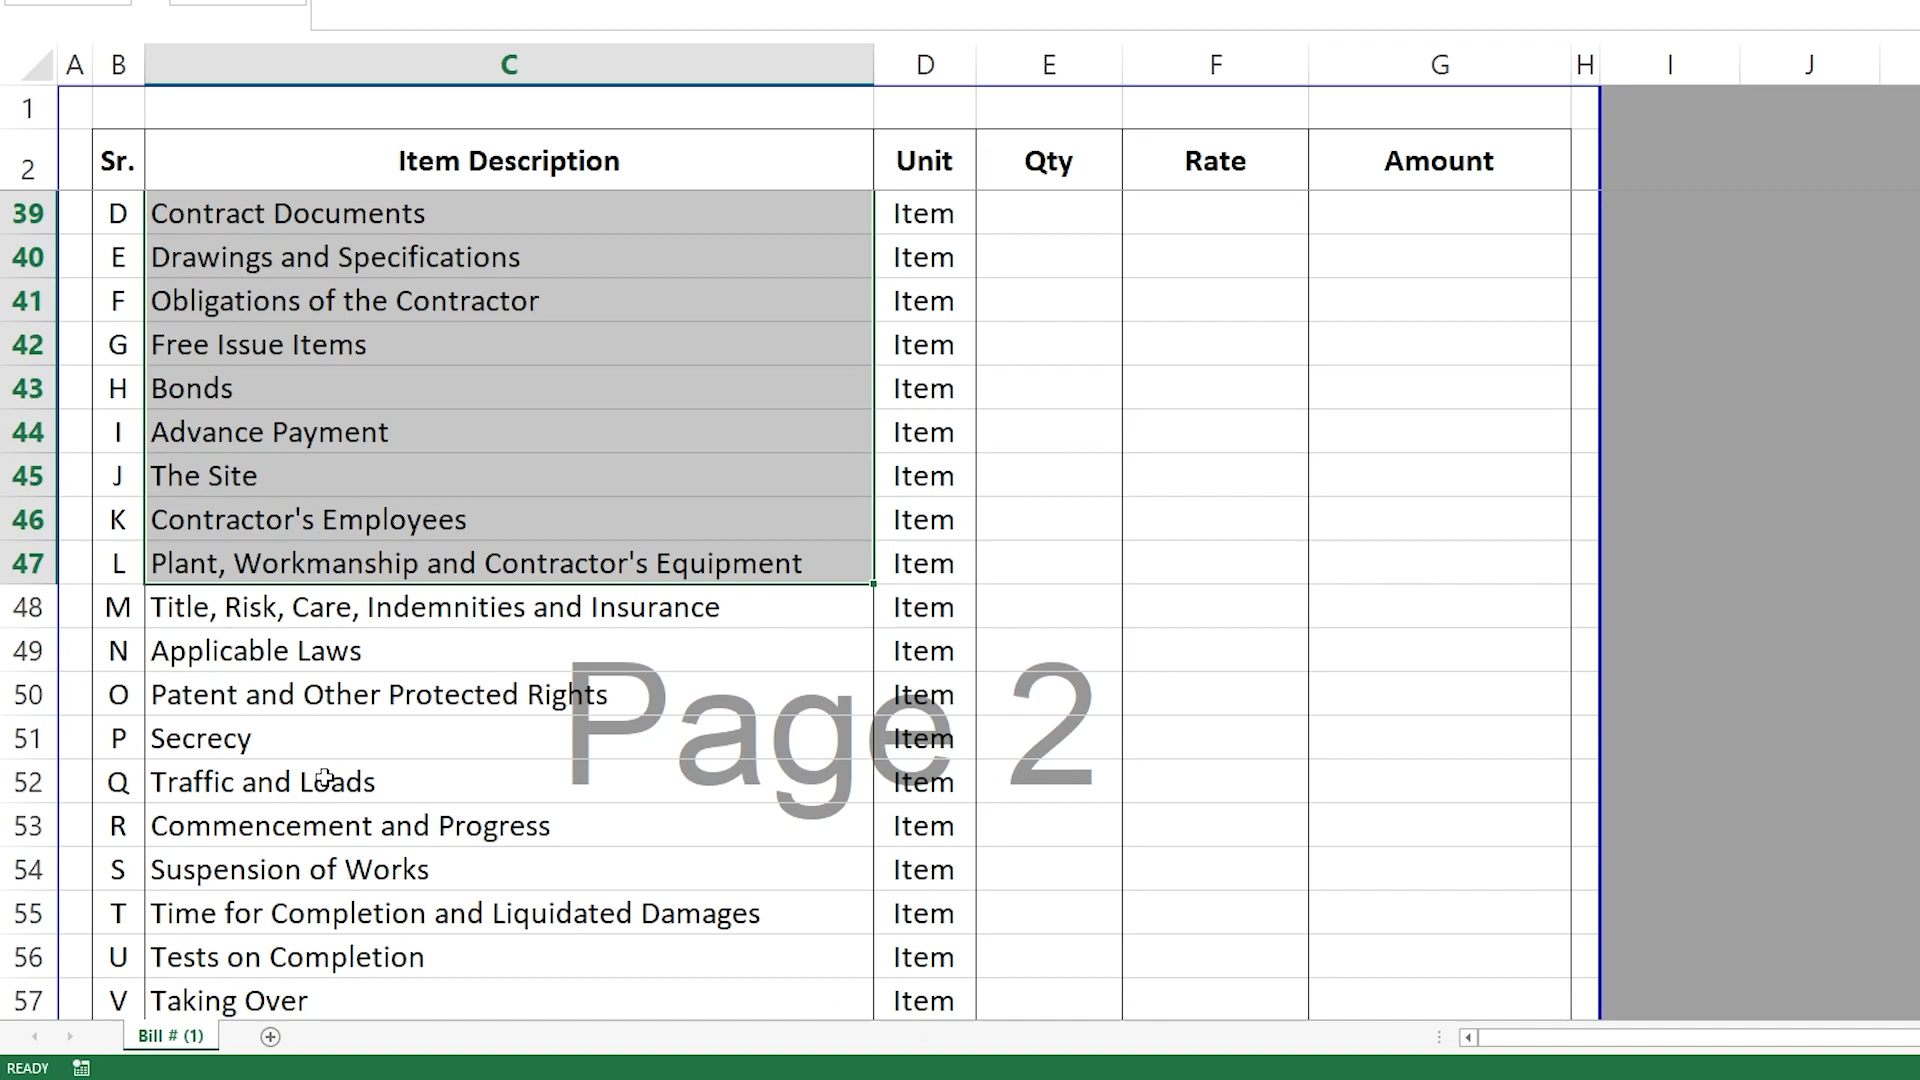 A B C D E F G H I J
1
2 Sr. Item Description Unit Qty Rate Amount
39 D Contract Documents Item
40 E Drawings and Specifications Item
41 F Obligations of the Contractor Item
42 G Free Issue Items Item
43 H Bonds Item
44 I Advance Payment Item
45 J The Site Item
46 K Contractor's Employees Item
47 L Plant, Workmanship and Contractor's Equipment Item
48 M Title, Risk, Care, Indemnities and Insurance Item
49 N Applicable Laws Item
50 O Patent and Other Protected Rights Item
Page 2
51 P Secrecy Item
52 Q Traffic and Loads Item
53 R Commencement and Progress Item
54 S Suspension of Works Item
55 T Time for Completion and Liquidated Damages Item
56 U Tests on Completion Item
57 V Taking Over Item
Bill # (1)
READY